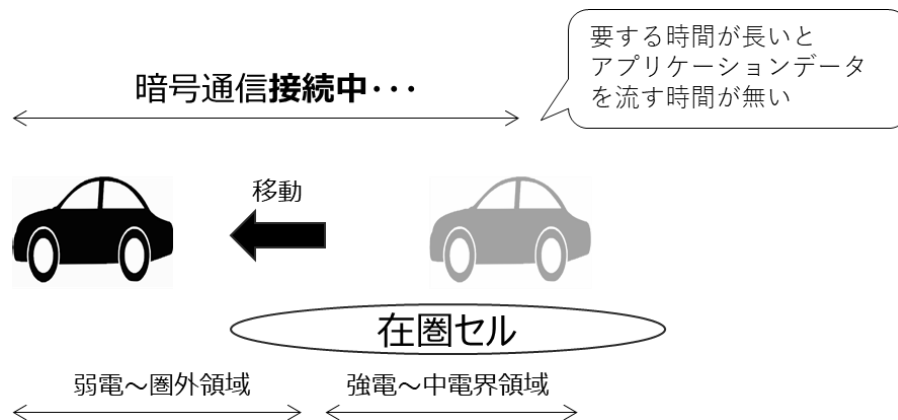 要する時間が長いと
アプリケーションデータ
を流す時間が無い
暗号通信接続中･･･
移動
在圏セル
弱電～圏外領域
強電～中電界領域